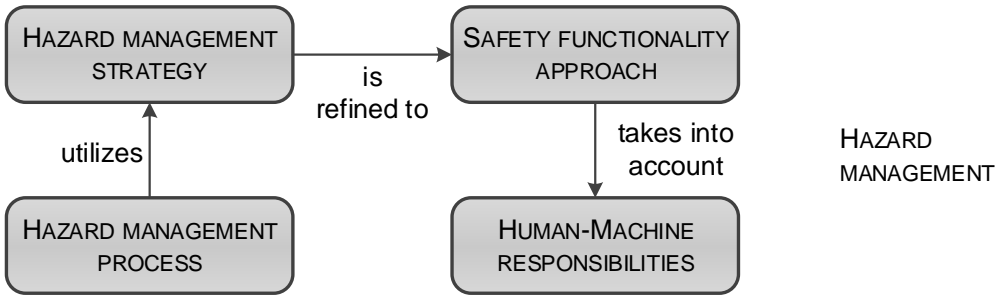 HAZARD MANAGEMENT
STRATEGY
is
refined to
SAFETY FUNCTIONALITY
APPROACH
utilizes
takes into
account
HAZARD
MANAGEMENT
HAZARD MANAGEMENT
PROCESS
HUMAN-MACHINE
RESPONSIBILITIES